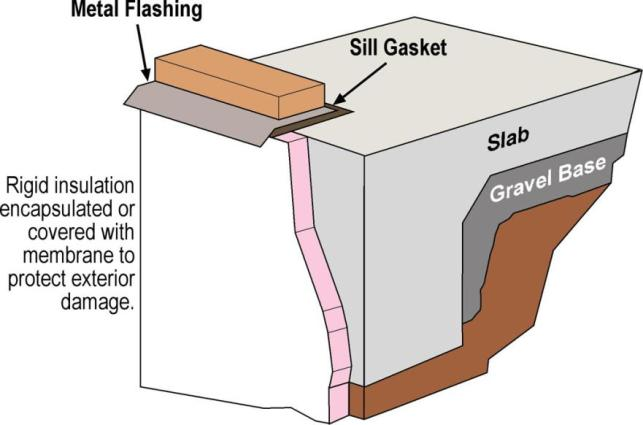 Metal Flashing
Sill Gasket
Slab
Gravel Base
Rigid insulation
encapsulated or
covered with
membrane to
protect exterior
damage.